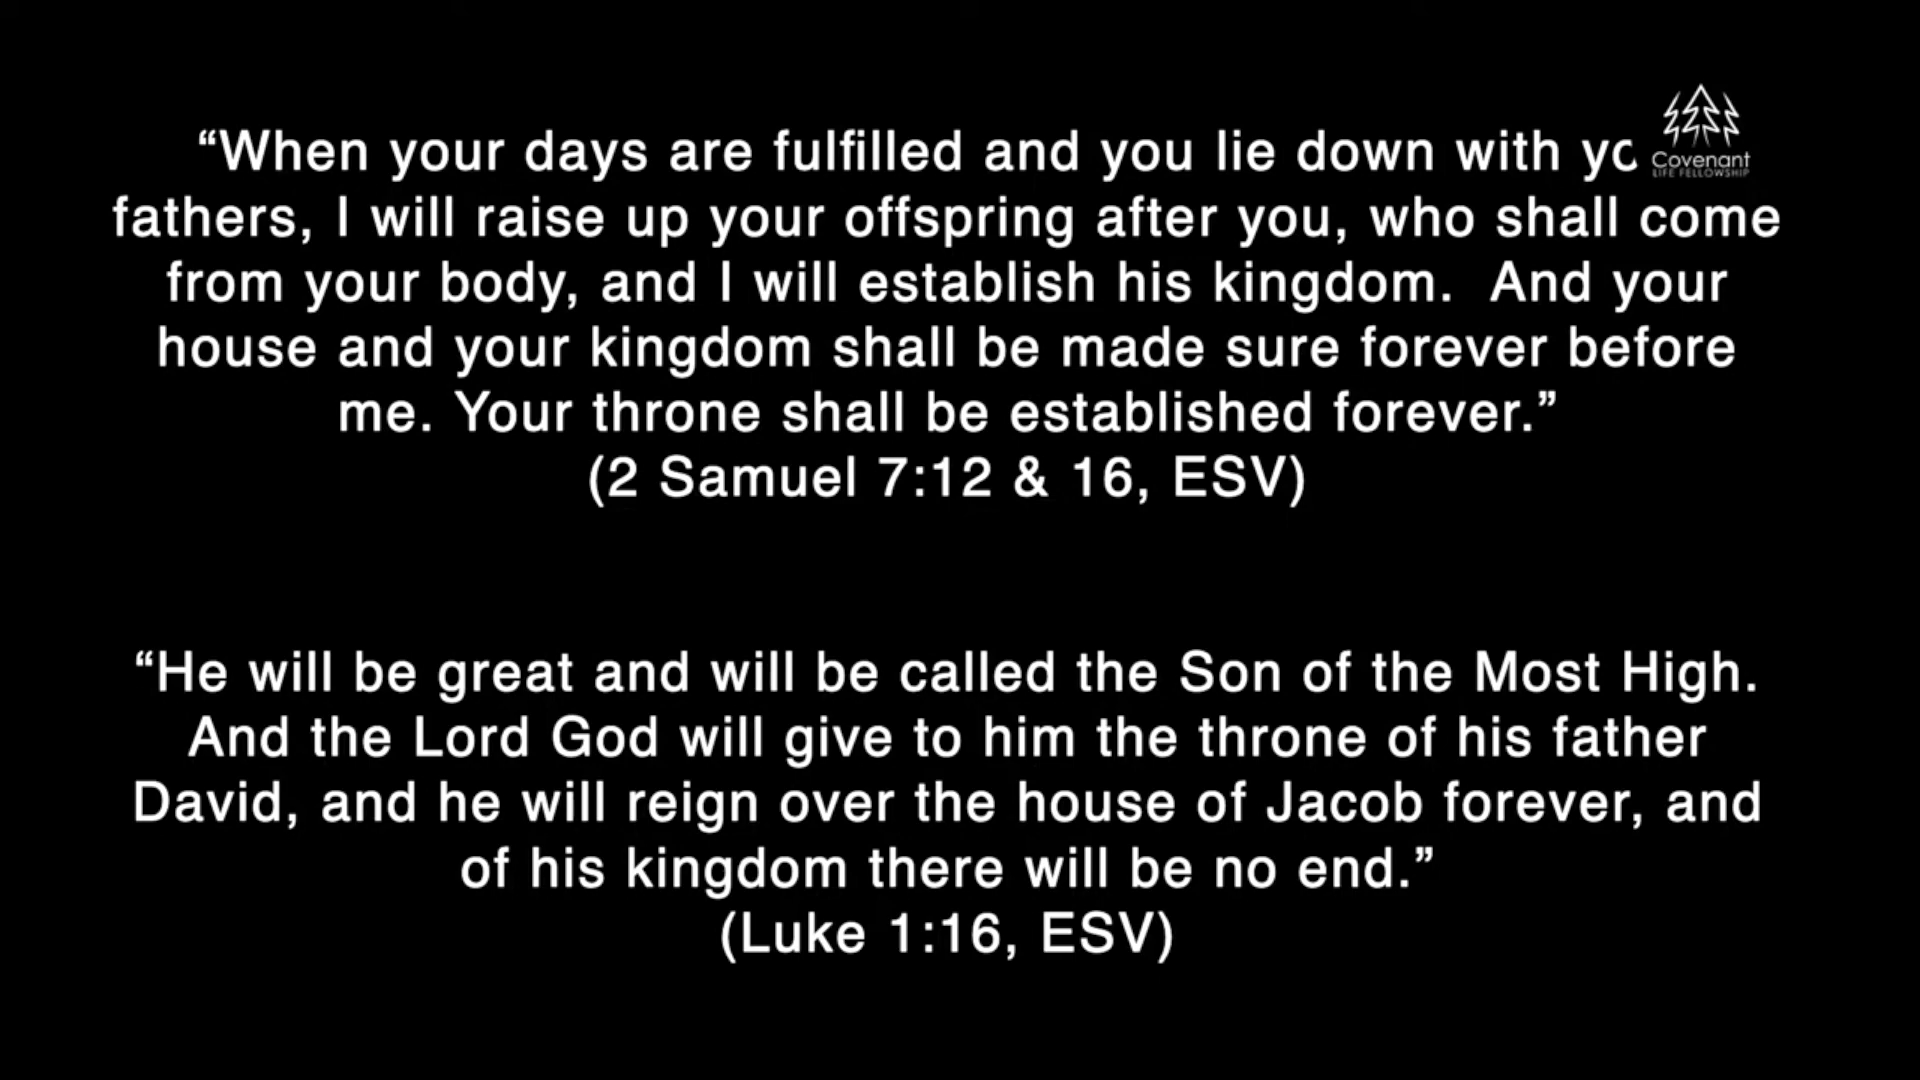 “When your days are fulfilled and you lie down with
fathers, I will raise up your offspring after you, who shall come
from your body, and I will establish his kingdom.  And your
house and your kingdom shall be made sure forever before
me. Your throne shall be established forever.”
(2 Samuel 7:12 & 16, ESV)
“He will be great and will be called the Son of the Most High.
And the Lord God will give to him the throne of his father
David, and he will reign over the house of Jacob forever, and
of his kingdom there will be no end.”
(Luke 1:16, ESV)
Covenant
LIFE FELLOWSHIP